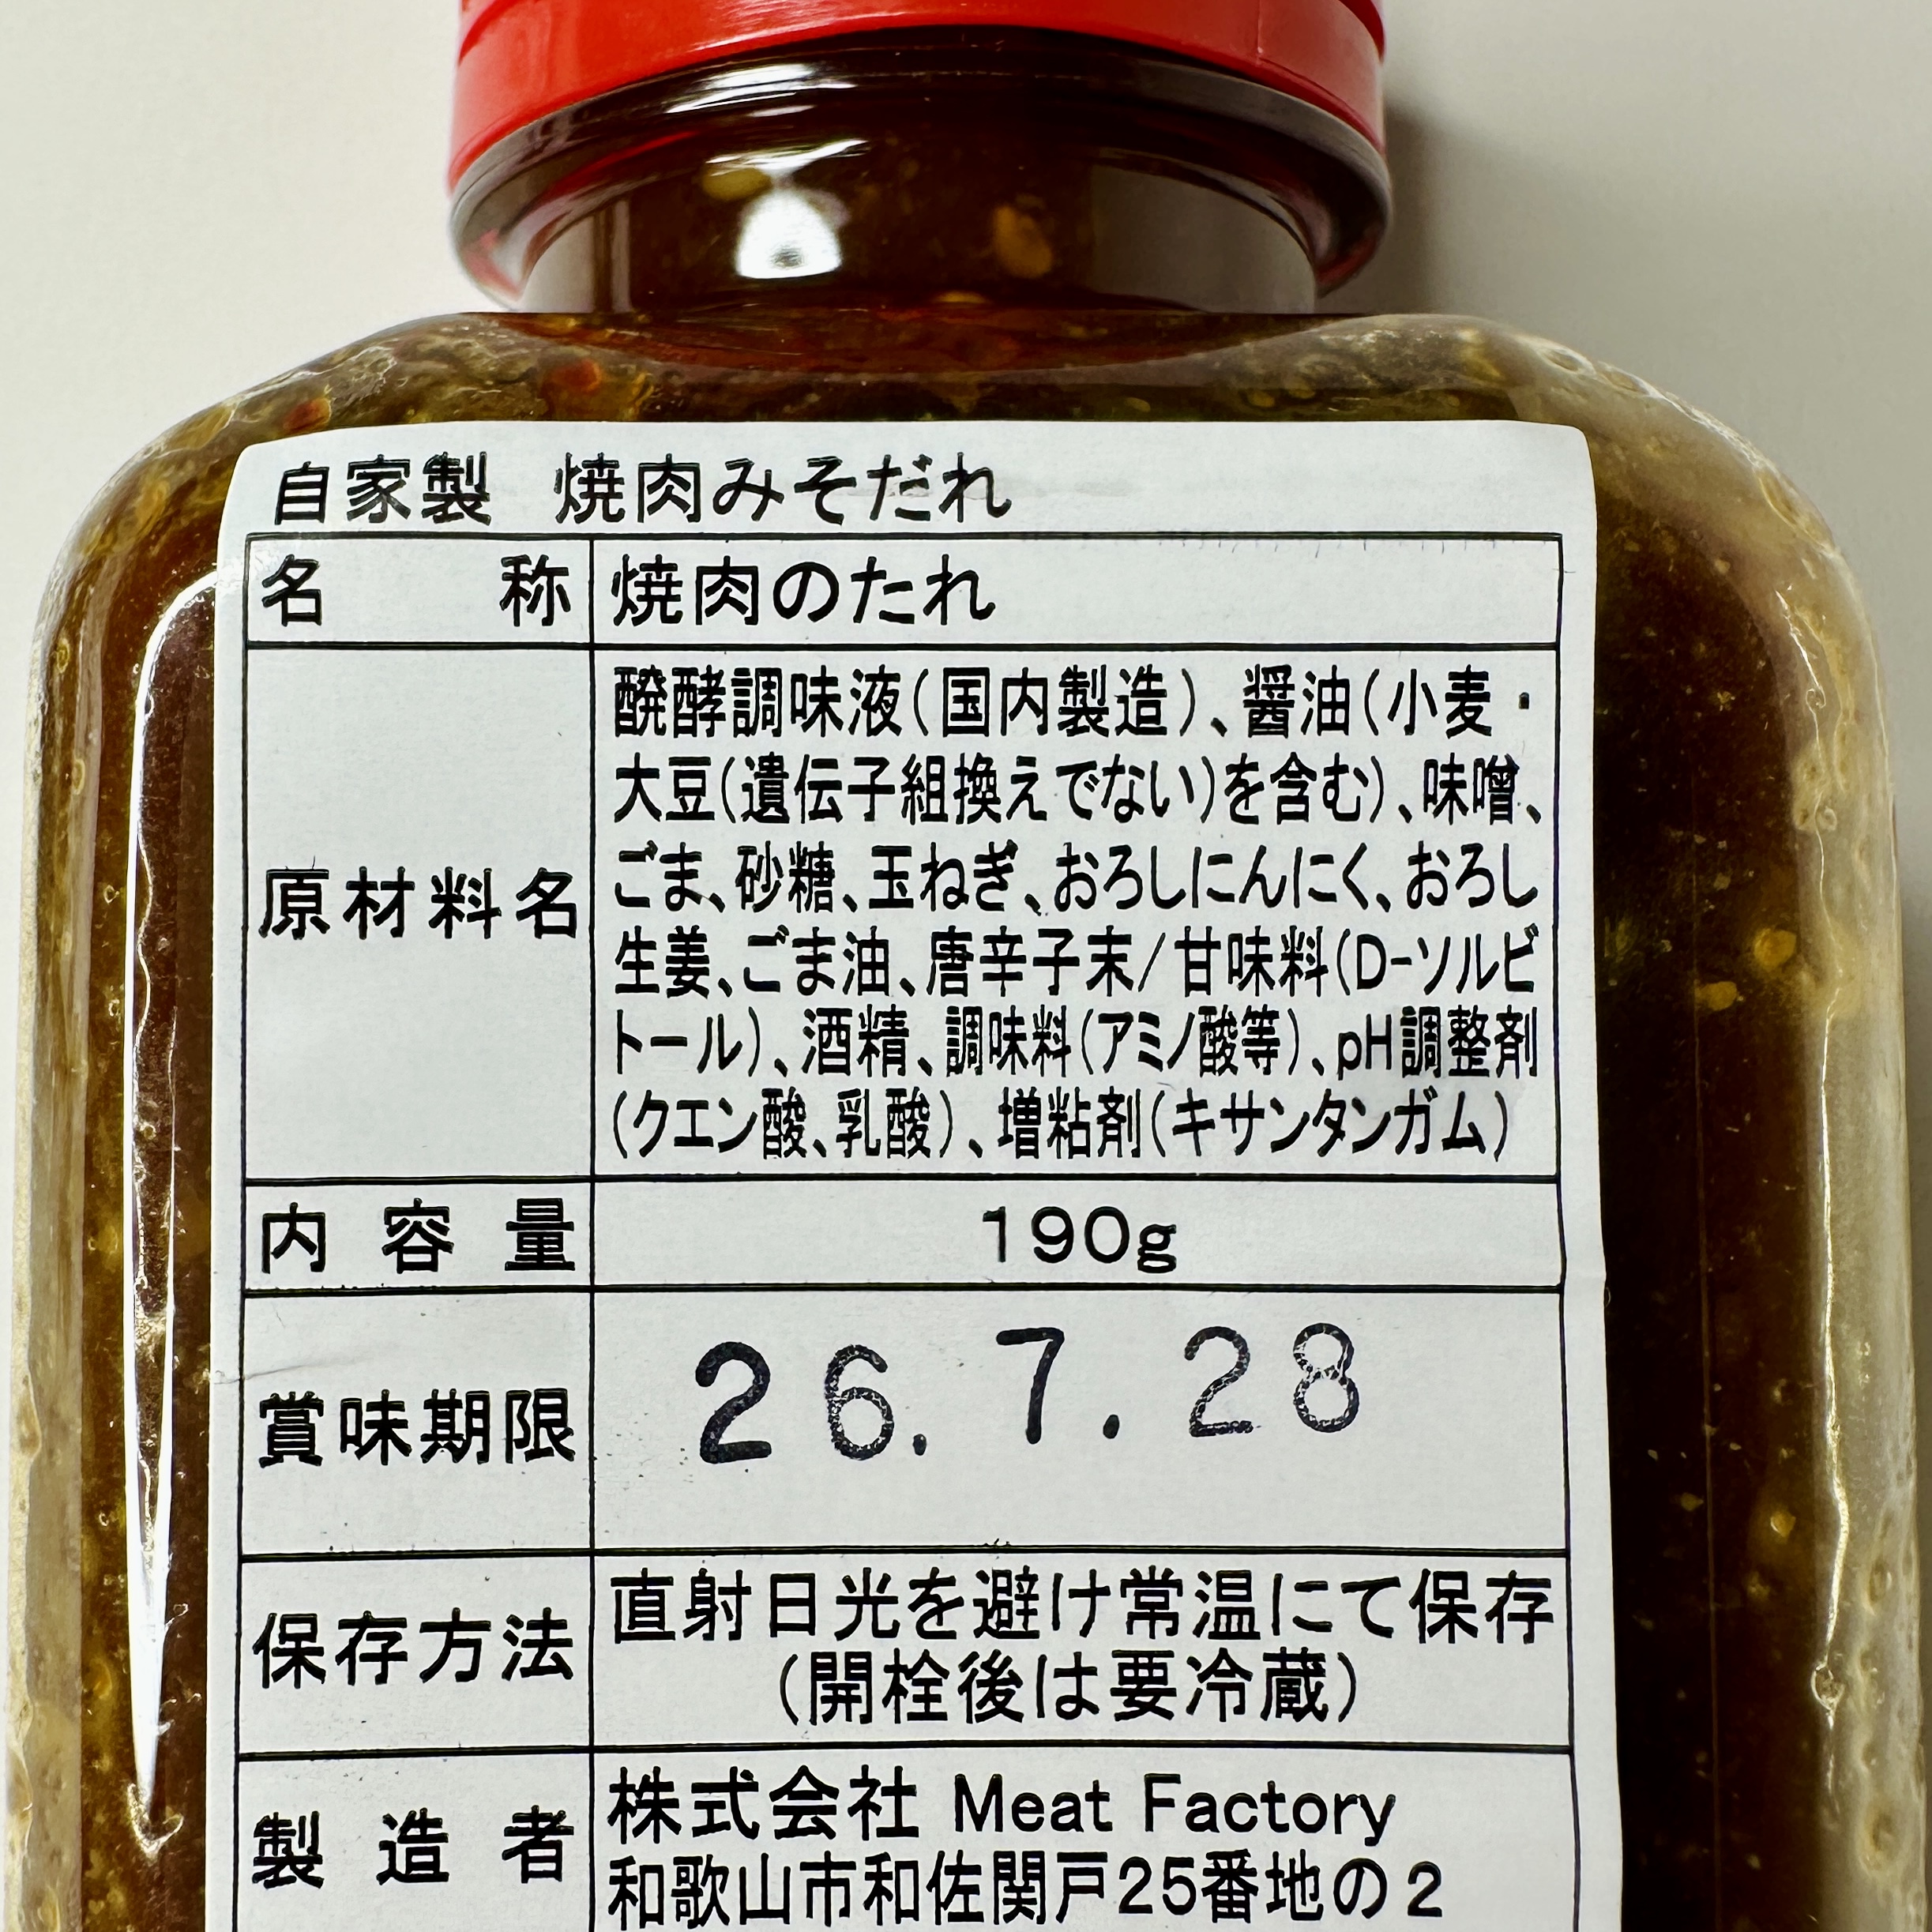 自家製 焼肉みそだれ
名称 焼肉のたれ
原材料名
醗酵調味液(国内製造)、醤油(小麦・
大豆(遺伝子組換えでない)を含む)、味噌、
ごま、砂糖、玉ねぎ、おろしにんにく、おろし
生姜、ごま油、唐辛子末/甘味料(D-ソルビ
トール)、酒精、調味料(アミノ酸等)、pH調整剤
(クエン酸、乳酸)、増粘剤(キサンタンガム)
内容量 190g
賞味期限 26.7.28
保存方法
直射日光を避け常温にて保存
(開栓後は要冷蔵)
製造者
株式会社 Meat Factory
和歌山市和佐関戸25番地の2